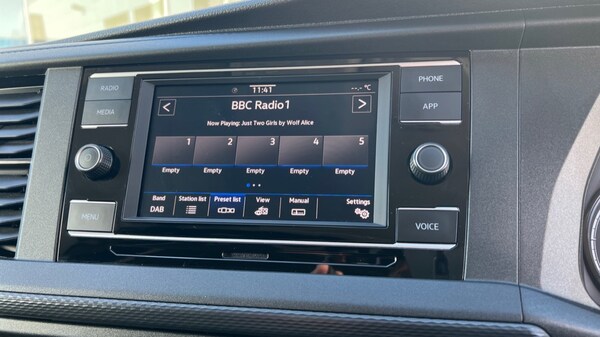 RADIO
MEDIA
MENU
11:41
--,- °C
BBC Radio1
Now Playing: Just Two Girls by Wolf Alice
1 2 3 4 5
Empty Empty Empty Empty Empty
Band Station list Preset list View Manual Settings
DAB
PHONE
APP
VOICE